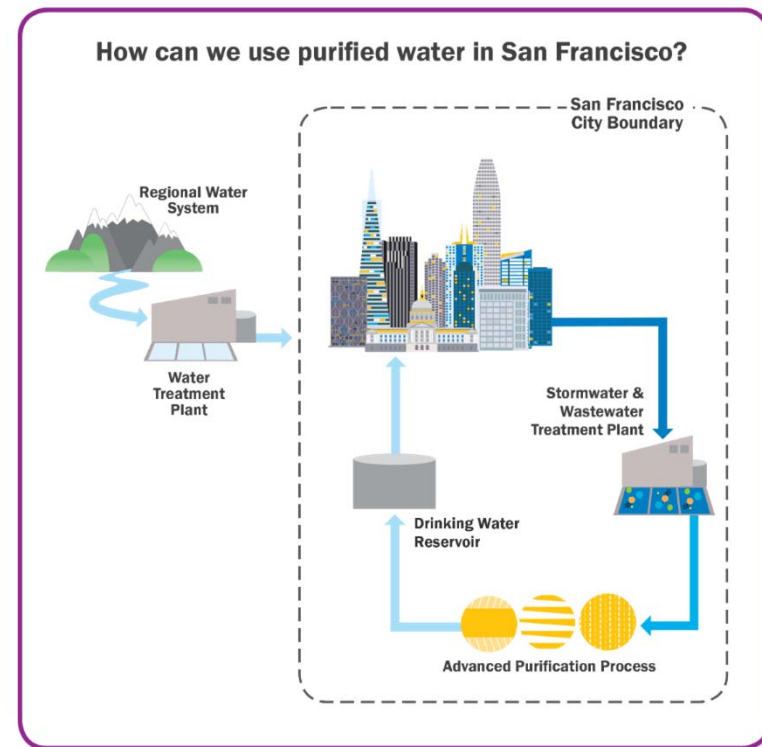 How can we use purified water in San Francisco?
San Francisco
City Boundary
Regional Water
System
Water
Treatment
Plant
Stormwater &
Wastewater
Treatment Plant
Drinking Water
Reservoir
Advanced Purification Process